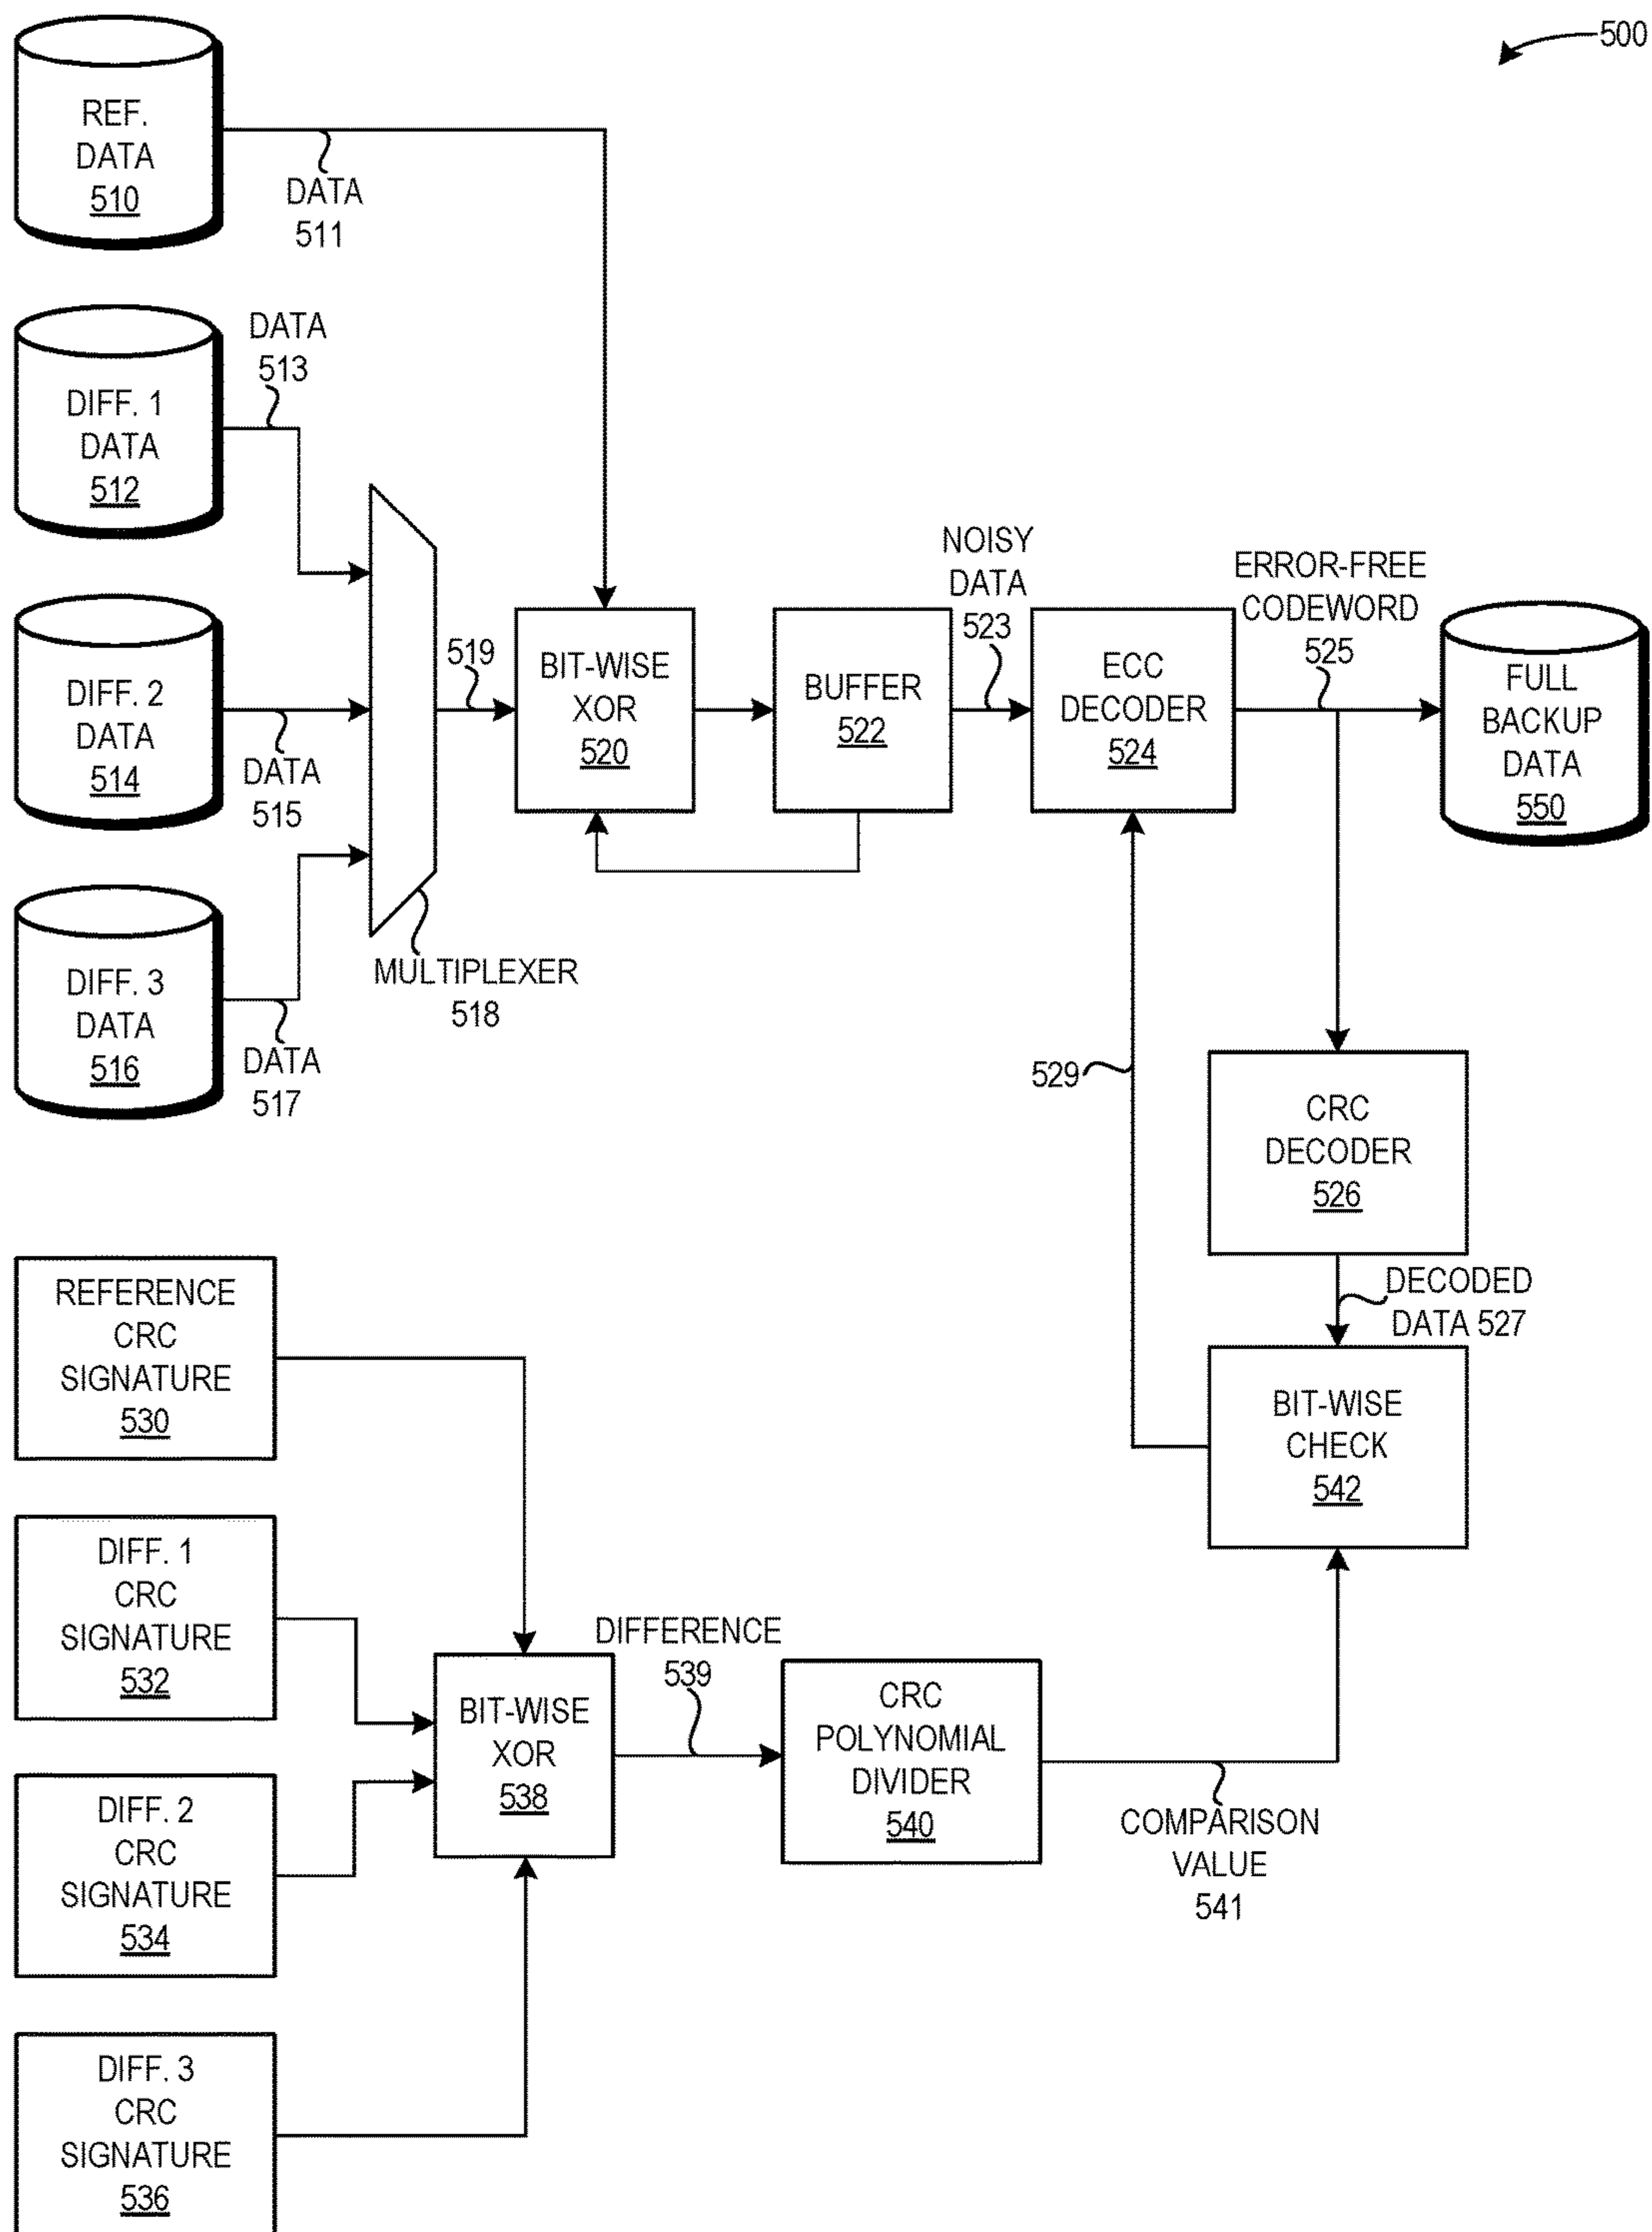 500
REF.
DATA
510
DATA
511
DATA
513
DIFF. 1
DATA
512
DIFF. 2
DATA
514
DATA
515
DIFF. 3
DATA
516
DATA
517
MULTIPLEXER
518
519
BIT-WISE
XOR
520
BUFFER
522
NOISY
DATA
523
ECC
DECODER
524
ERROR-FREE
CODEWORD
525
FULL
BACKUP
DATA
550
529
CRC
DECODER
526
DECODED
DATA 527
BIT-WISE
CHECK
542
REFERENCE
CRC
SIGNATURE
530
DIFF. 1
CRC
SIGNATURE
532
DIFF. 2
CRC
SIGNATURE
534
DIFF. 3
CRC
SIGNATURE
536
BIT-WISE
XOR
538
DIFFERENCE
539
CRC
POLYNOMIAL
DIVIDER
540
COMPARISON
VALUE
541